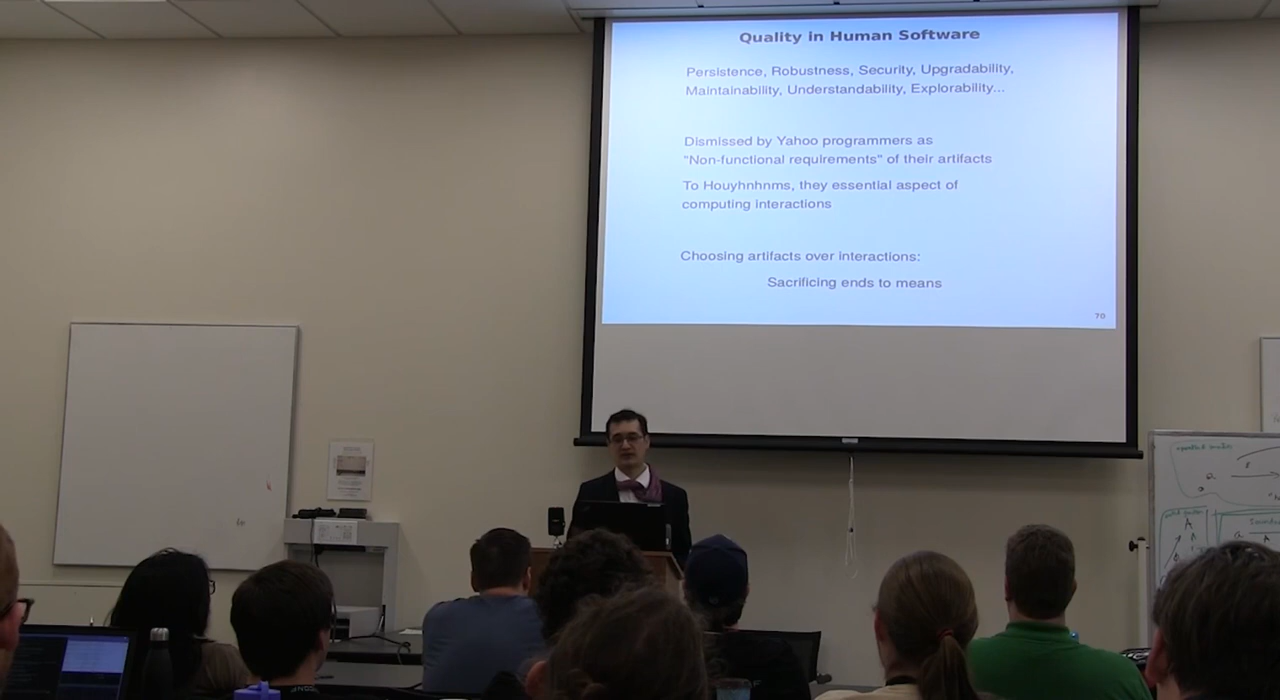 Quality in Human Software
Persistence, Robustness, Security, Upgradability,
Maintainability, Understandability, Explorability...
Dismissed by Yahoo programmers as
"Non-functional requirements" of their artifacts
To Houyhnhnms, they essential aspect of
computing interactions
Choosing artifacts over interactions:
Sacrificing ends to means
70